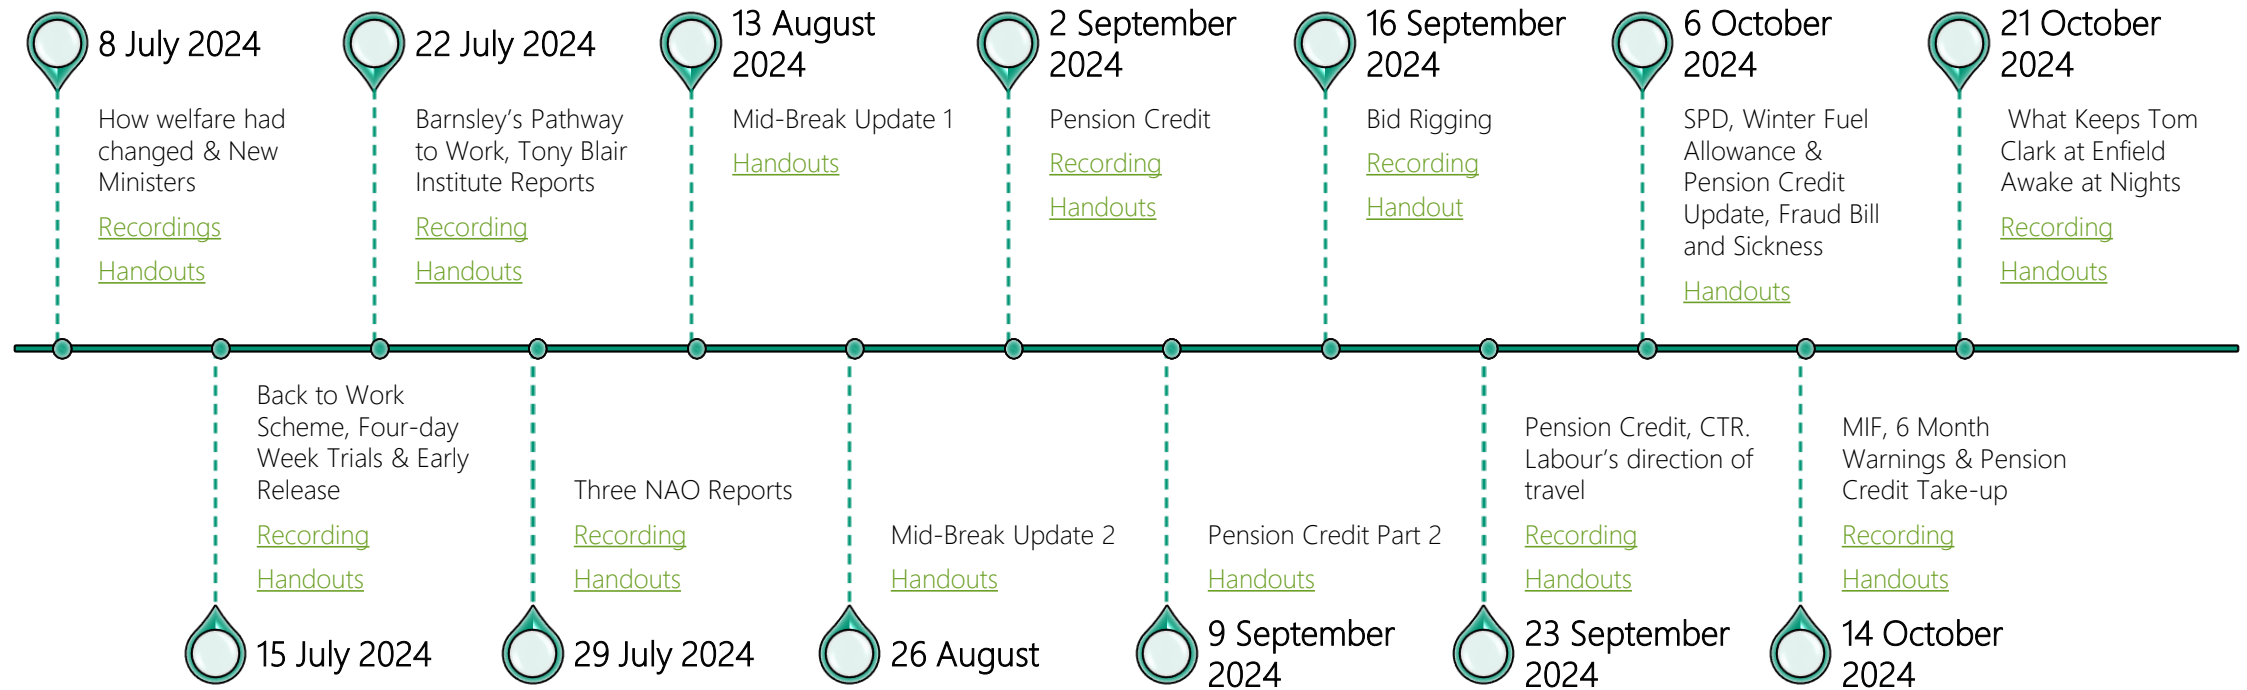 8 July 2024
How welfare had
changed & New
Ministers
Recordings
Handouts
22 July 2024
Barnsley’s Pathway
to Work, Tony Blair
Institute Reports
Recording
Handouts
13 August
2024
Mid-Break Update 1
Handouts
2 September
2024
Pension Credit
Recording
Handouts
16 September
2024
Bid Rigging
Recording
Handout
6 October
2024
SPD, Winter Fuel
Allowance &
Pension Credit
Update, Fraud Bill
and Sickness
Handouts
21 October
2024
What Keeps Tom
Clark at Enfield
Awake at Nights
Recording
Handouts
Back to Work
Scheme, Four-day
Week Trials & Early
Release
Recording
Handouts
15 July 2024
Three NAO Reports
Recording
Handouts
29 July 2024
Mid-Break Update 2
Handouts
26 August
Pension Credit Part 2
Handouts
9 September
2024
Pension Credit, CTR.
Labour’s direction of
travel
Recording
Handouts
23 September
2024
MIF, 6 Month
Warnings & Pension
Credit Take-up
Recording
Handouts
14 October
2024